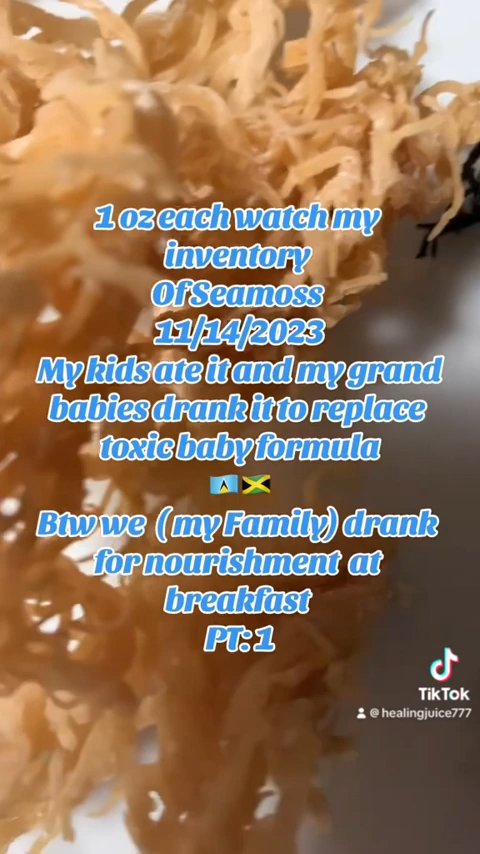 1 oz each watch my
inventory
Of Seamoss
11/14/2023
My kids ate it and my grand
babies drank it to replace
toxic baby formula
🇱🇨🇯🇲
Btw we (my Family) drank
for nourishment at
breakfast
PT: 1
TikTok
@healingjuice777